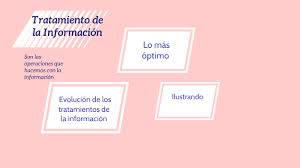 Tratamiento de
la Información
Son las
operaciones que
hacemos con la
información
Lo más
óptimo
Evolución de los
tratamientos de
la información
Ilustrando